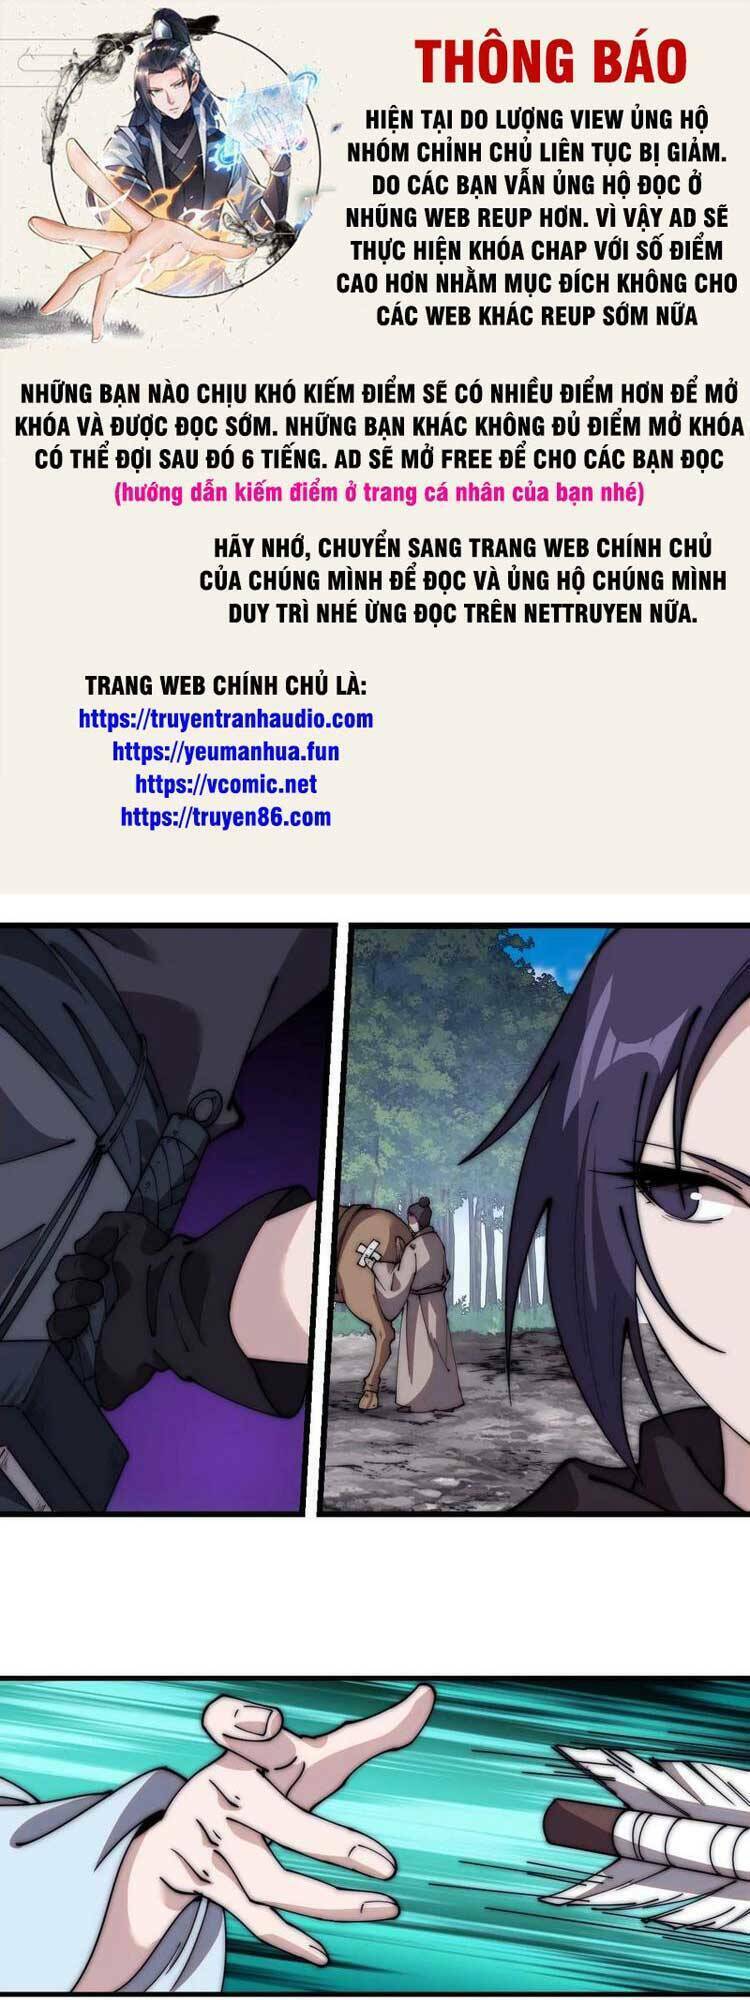 THÔNG BÁO
HIỆN TẠI DO LƯỢNG VIEW ỦNG HỘ
NHÓM CHỈNH CHỦ LIÊN TỤC BỊ GIẢM.
DO CÁC BẠN VẪN ỦNG HỘ ĐỌC Ở
NHŨNG WEB REUP HƠN. VÌ VẬY AD SẼ
THỰC HIỆN KHÓA CHAP VỚI SỐ ĐIỂM
CAO HƠN NHẰM MỤC ĐÍCH KHÔNG CHO
CÁC WEB KHÁC REUP SỚM NỮA
NHỮNG BẠN NÀO CHỊU KHÓ KIẾM ĐIỂM SẼ CÓ NHIỀU ĐIỂM HƠN ĐỂ MỞ
KHÓA VÀ ĐƯỢC ĐỌC SỚM. NHỮNG BẠN KHÁC KHÔNG ĐỦ ĐIỂM MỞ KHÓA
CÓ THỂ ĐỢI SAU ĐÓ 6 TIẾNG. AD SẼ MỞ FREE ĐỂ CHO CÁC BẠN ĐỌC
(hướng dẫn kiếm điểm ở trang cá nhân của bạn nhé)
HÃY NHỚ, CHUYỂN SANG TRANG WEB CHÍNH CHỦ
CỦA CHÚNG MÌNH ĐỂ ĐỌC VÀ ỦNG HỘ CHÚNG MÌNH
DUY TRÌ NHÉ ỪNG ĐỌC TRÊN NETTRUYEN NỮA.
TRANG WEB CHÍNH CHỦ LÀ:
https://truyentranhaudio.com
https://yeumanhua.fun
https://vcomic.net
https://truyen86.com